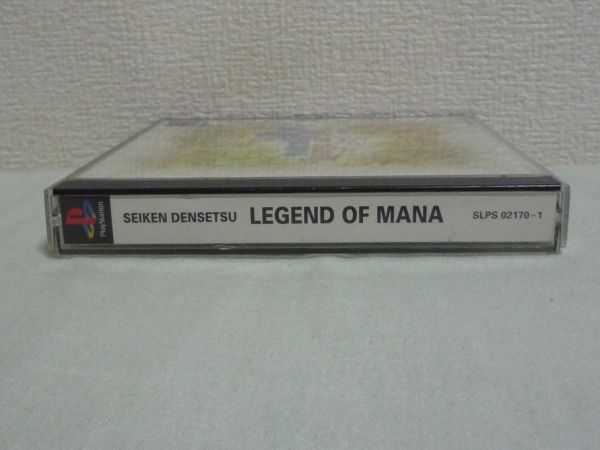 PlayStation
SEIKEN DENSETSU LEGEND OF MANA SLPS 02170~1